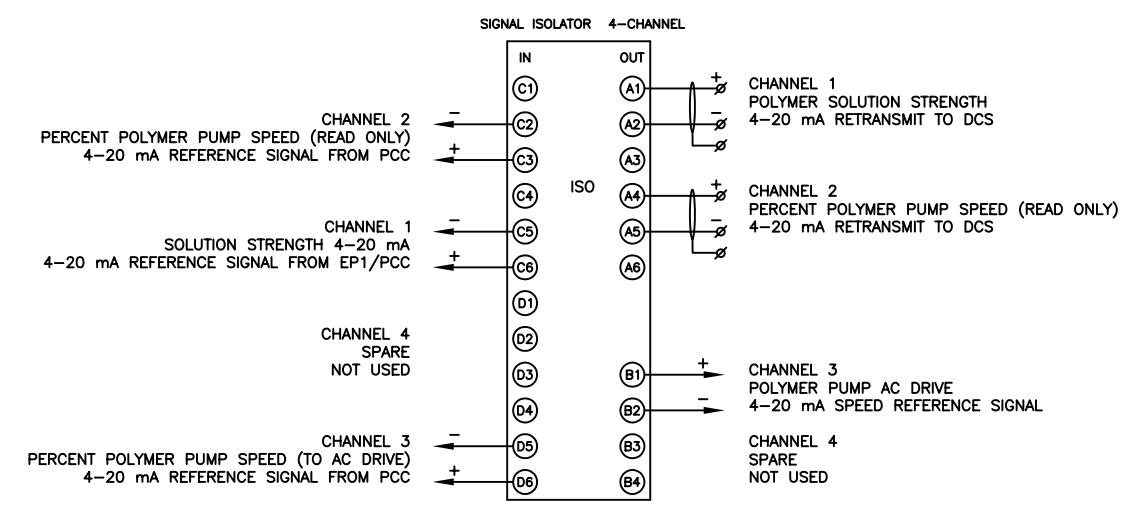 SIGNAL ISOLATOR 4-CHANNEL
IN
OUT
C1
C2
C3
C4
C5
C6
D1
D2
D3
D4
D5
D6
ISO
A1
A2
A3
A4
A5
A6
B1
B2
B3
B4
CHANNEL 2
PERCENT POLYMER PUMP SPEED (READ ONLY)
4-20 mA REFERENCE SIGNAL FROM PCC
-
+
CHANNEL 1
SOLUTION STRENGTH 4-20 mA
4-20 mA REFERENCE SIGNAL FROM EP1/PCC
-
+
CHANNEL 4
SPARE
NOT USED
CHANNEL 3
PERCENT POLYMER PUMP SPEED (TO AC DRIVE)
4-20 mA REFERENCE SIGNAL FROM PCC
-
+
+
-
CHANNEL 1
POLYMER SOLUTION STRENGTH
4-20 mA RETRANSMIT TO DCS
+
-
CHANNEL 2
PERCENT POLYMER PUMP SPEED (READ ONLY)
4-20 mA RETRANSMIT TO DCS
+
-
CHANNEL 3
POLYMER PUMP AC DRIVE
4-20 mA SPEED REFERENCE SIGNAL
CHANNEL 4
SPARE
NOT USED